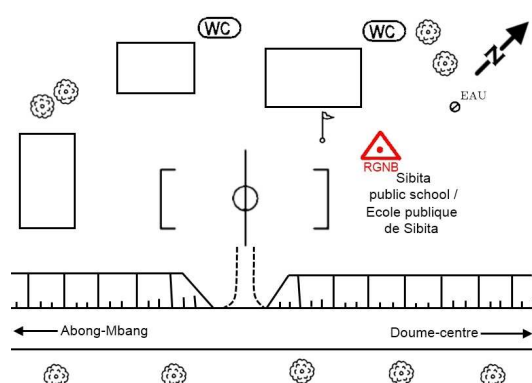 WC
WC
N
EAU
RGNB
Sibita
public school /
Ecole publique
de Sibita
Abong-Mbang
Doume-centre